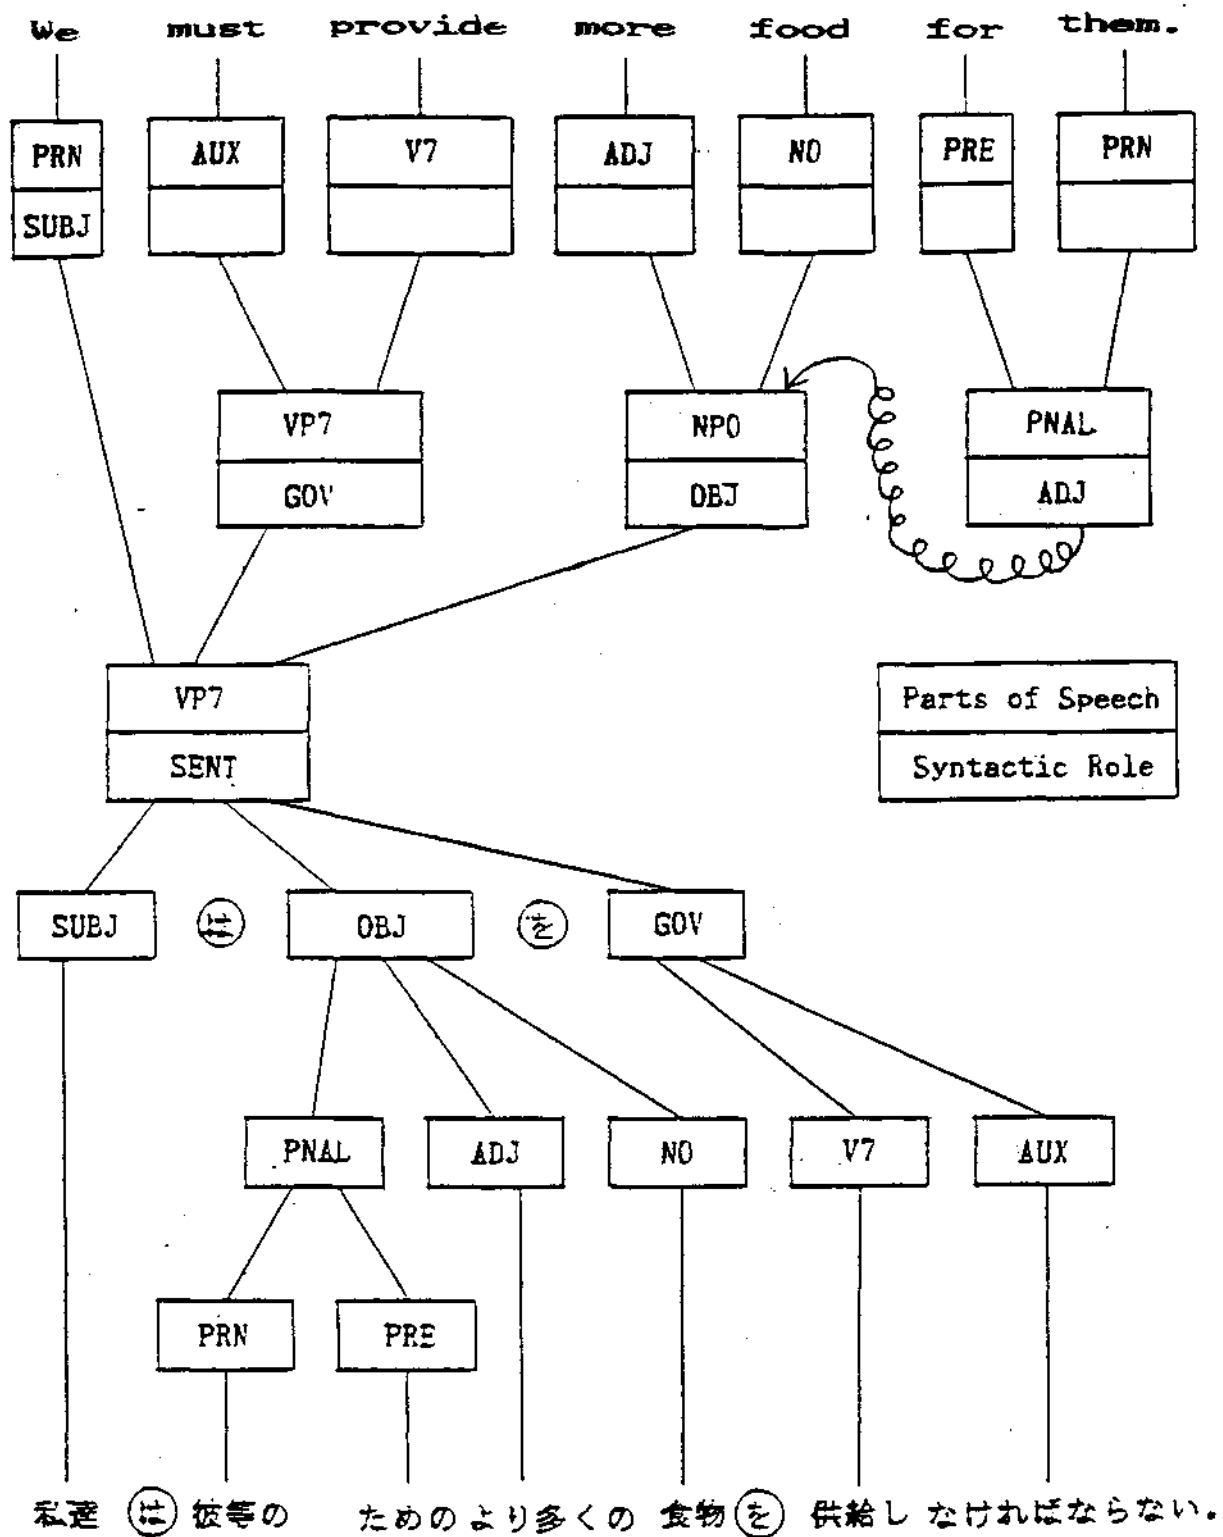 We must provide more food for them.
PRN AUX V7 ADJ NO PRE PRN
SUBJ
VP7 NPO PNAL
GOV OBJ ADJ
VP7 Parts of Speech
SENT Syntactic Role
SUBJ は OBJ を GOV
PNAL ADJ NO V7 AUX
PRN PRE
私達 は 彼等の ための より多くの 食物 を 供給し なければならない.